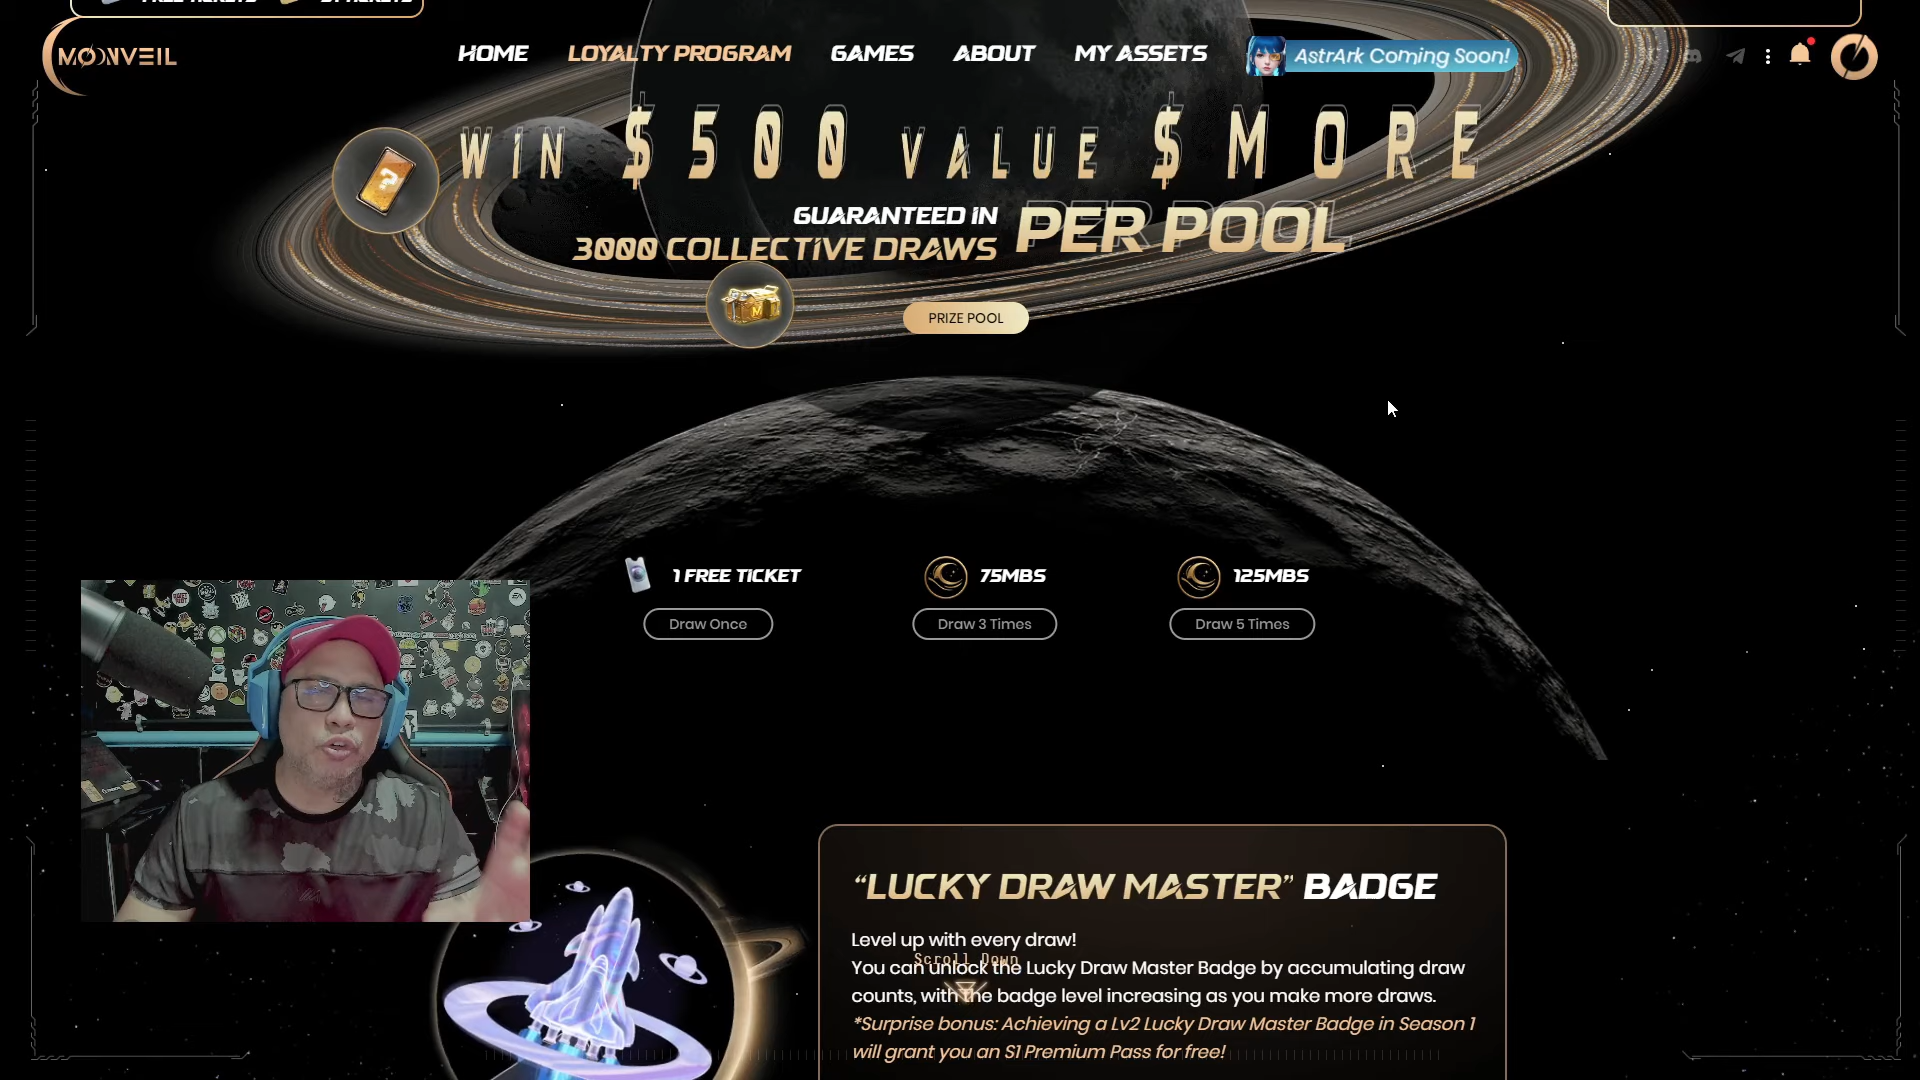 MOONVEIL
HOME
LOYALTY PROGRAM
GAMES
ABOUT
MY ASSETS
AstrArk Coming Soon!
WIN $500 VALUE $MORE
GUARANTEED IN
3000 COLLECTIVE DRAWS
PER POOL
PRIZE POOL
1 FREE TICKET
75MBS
125MBS
Draw Once
Draw 3 Times
Draw 5 Times
“LUCKY DRAW MASTER” BADGE
Level up with every draw!
Scroll Down
You can unlock the Lucky Draw Master Badge by accumulating draw
counts, with the badge level increasing as you make more draws.
*Surprise bonus: Achieving a Lv2 Lucky Draw Master Badge in Season 1
will grant you an S1 Premium Pass for free!